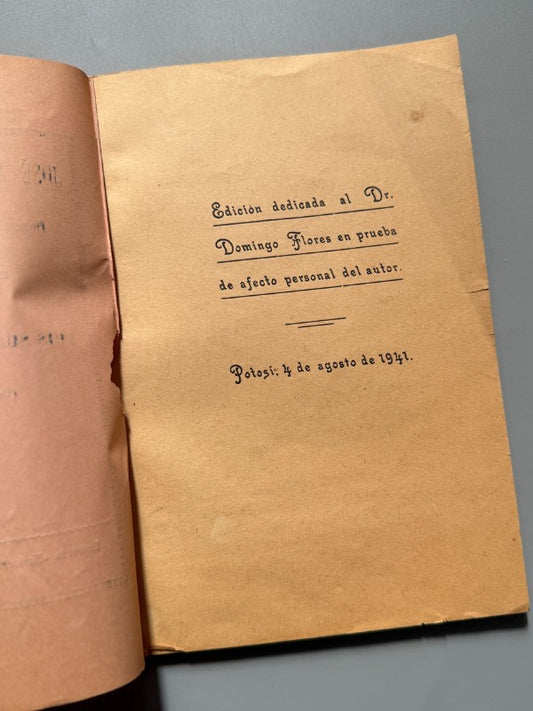 Edición dedicada al Dr.
Domingo Flores en prueba
de afecto personal del autor.
Potosí, 4 de agosto de 1941.